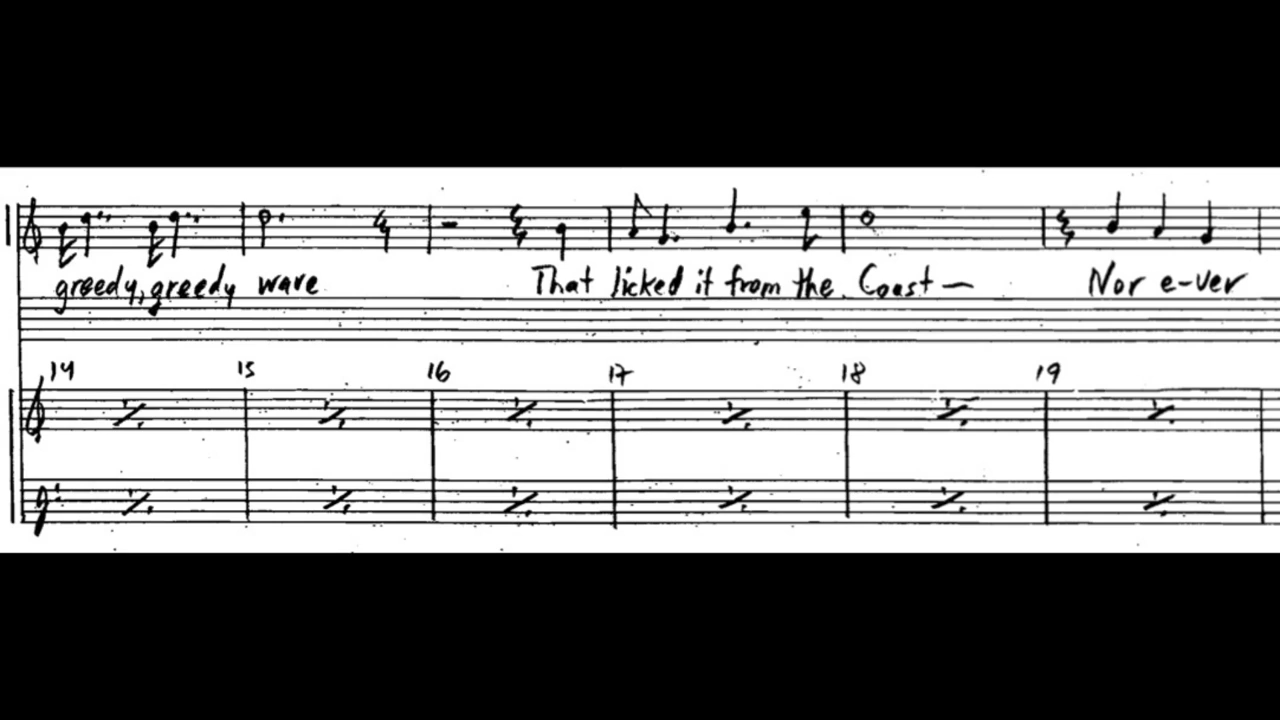 greedy, greedy wave That licked it from the Coast — Nor e-ver
14 15 16 17 18 19